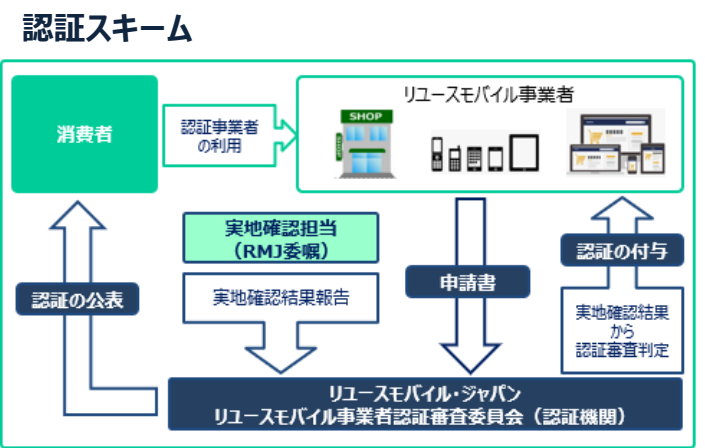 認証スキーム
消費者
認証事業者
の利用
リユースモバイル事業者
SHOP
実地確認担当
（RMJ委嘱）
実地確認結果報告
認証の公表
申請書
認証の付与
実地確認結果
から
認証審査判定
リユースモバイル・ジャパン
リユースモバイル事業者認証審査委員会（認証機関）